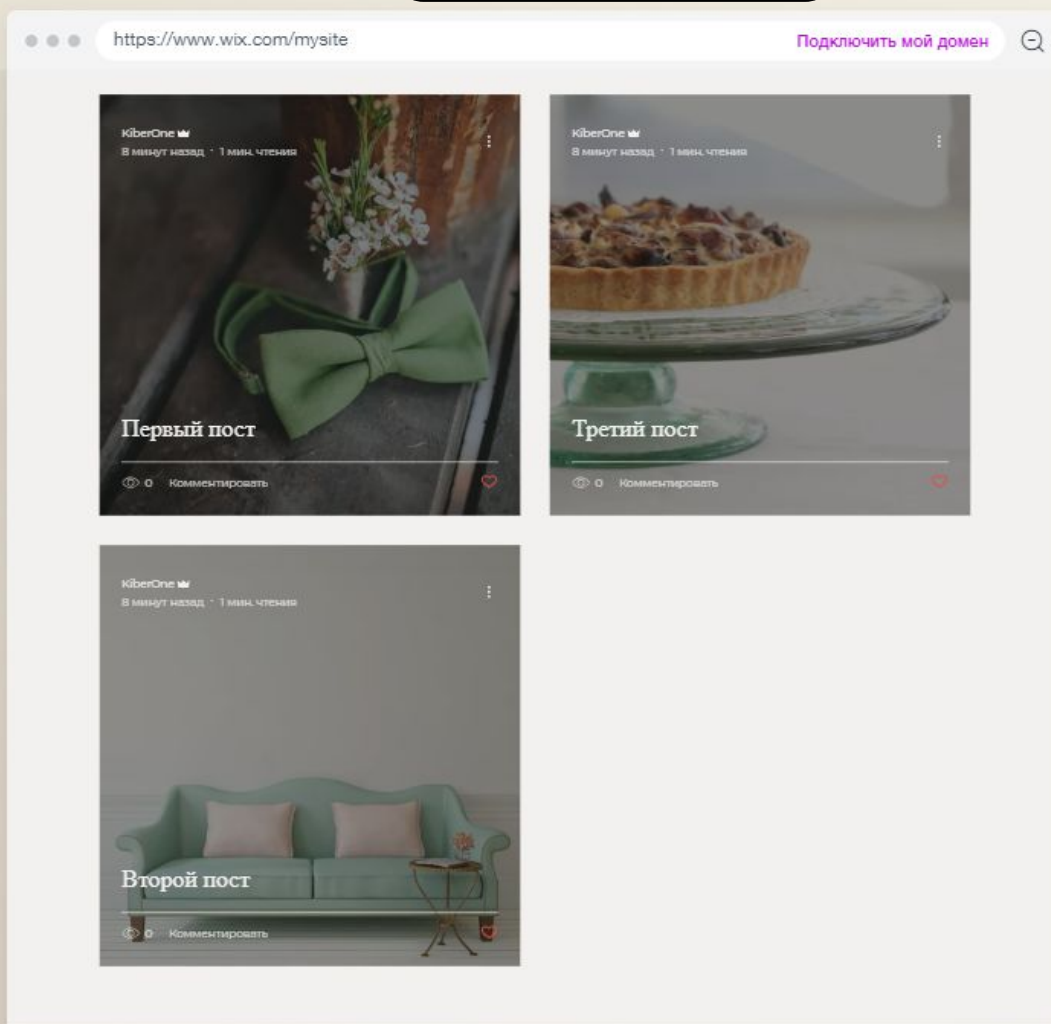 https://www.wix.com/mysite
Подключить мой домен
KiberOne
8 минут назад · 1 мин. чтения
Первый пост
0 Комментировать
KiberOne
8 минут назад · 1 мин. чтения
Третий пост
0 Комментировать
KiberOne
8 минут назад · 1 мин. чтения
Второй пост
0 Комментировать